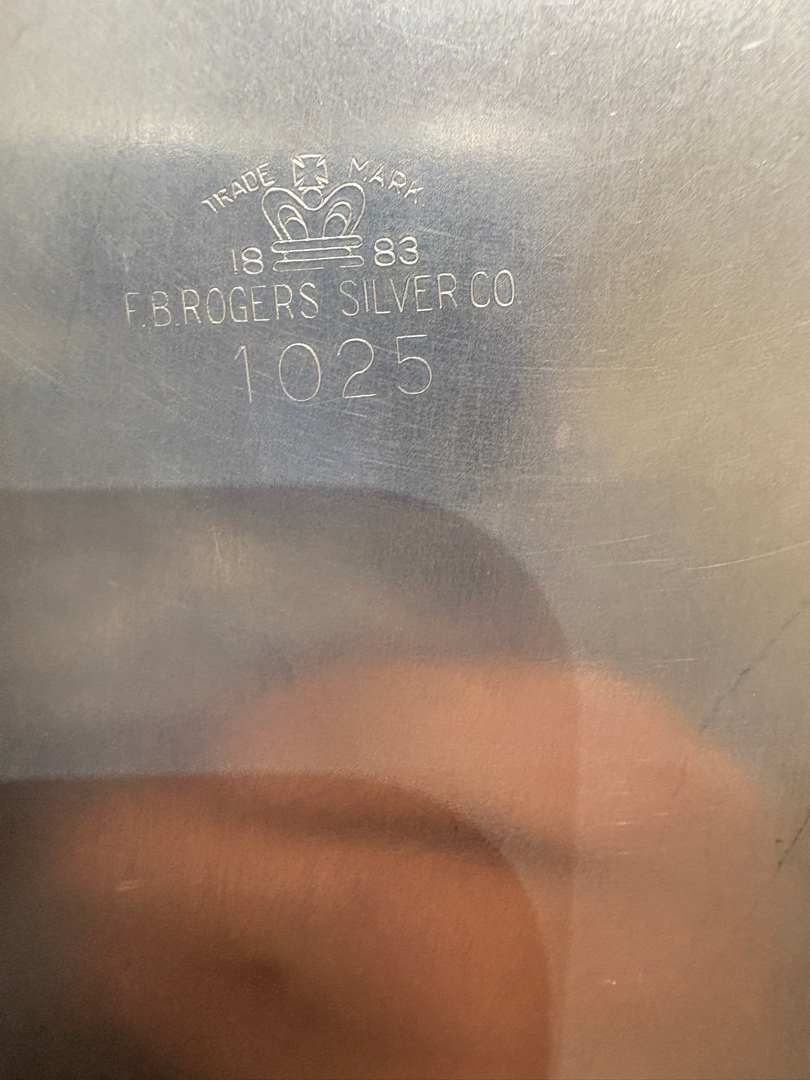 TRADE MARK
18 83
F.B.ROGERS SILVER CO.
1025